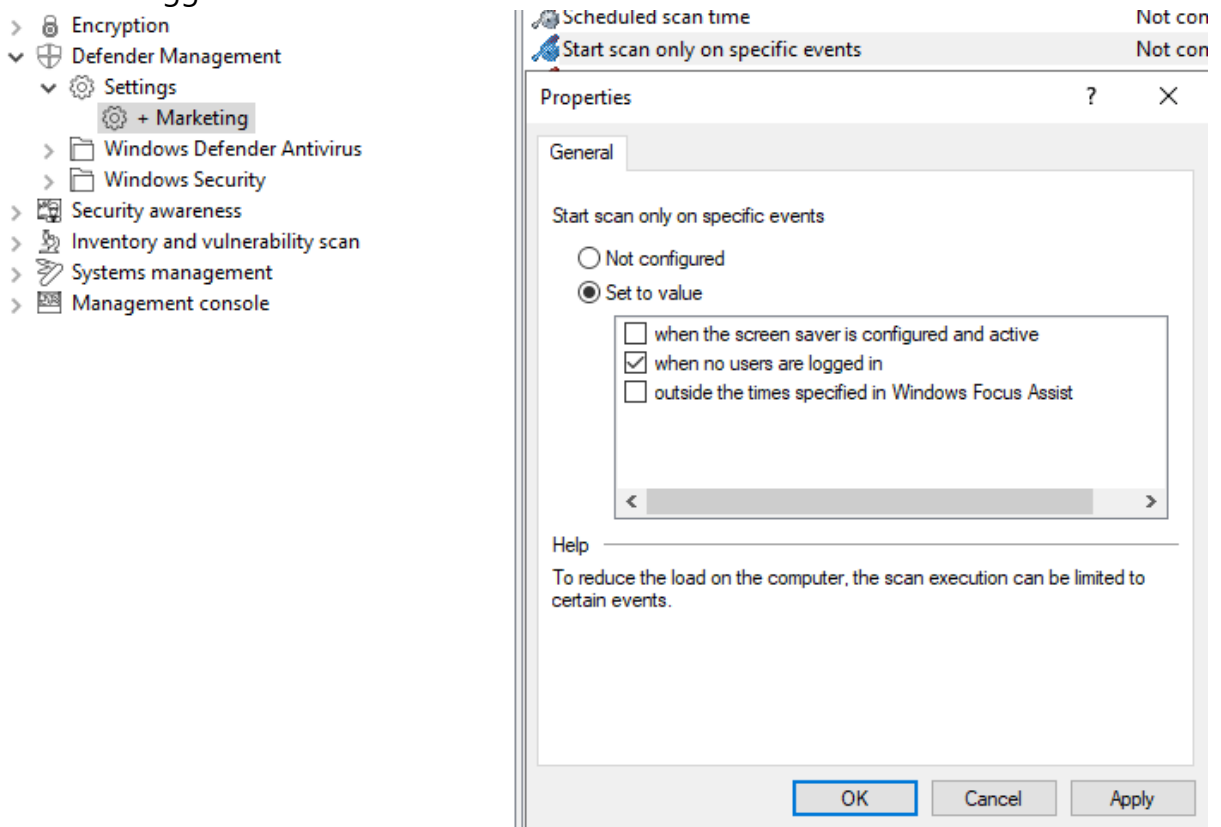 Encryption
Defender Management
Settings
+ Marketing
Windows Defender Antivirus
Windows Security
Security awareness
Inventory and vulnerability scan
Systems management
Management console
Scheduled scan time Not con
Start scan only on specific events Not con
Properties ? X
General
Start scan only on specific events
Not configured
Set to value
when the screen saver is configured and active
when no users are logged in
outside the times specified in Windows Focus Assist
Help
To reduce the load on the computer, the scan execution can be limited to
certain events.
OK Cancel Apply